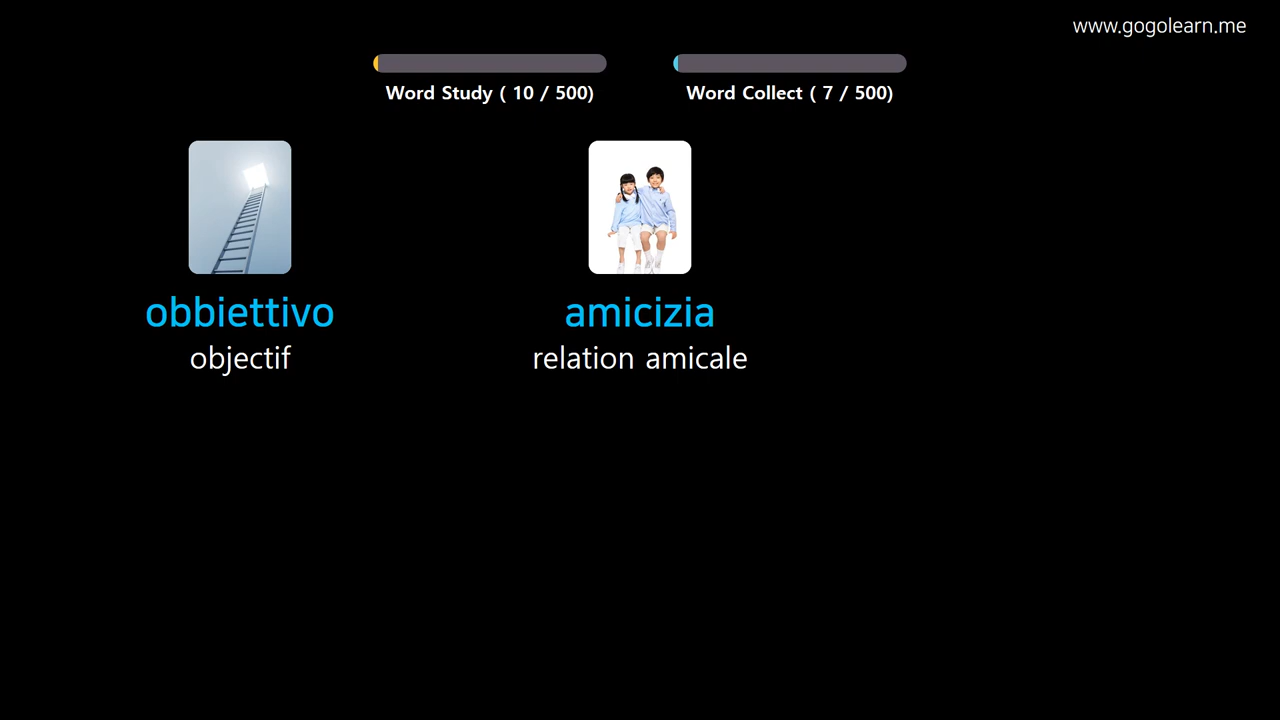 www.gogolearn.me
Word Study ( 10 / 500)
Word Collect ( 7 / 500)
obbiettivo
objectif
amicizia
relation amicale